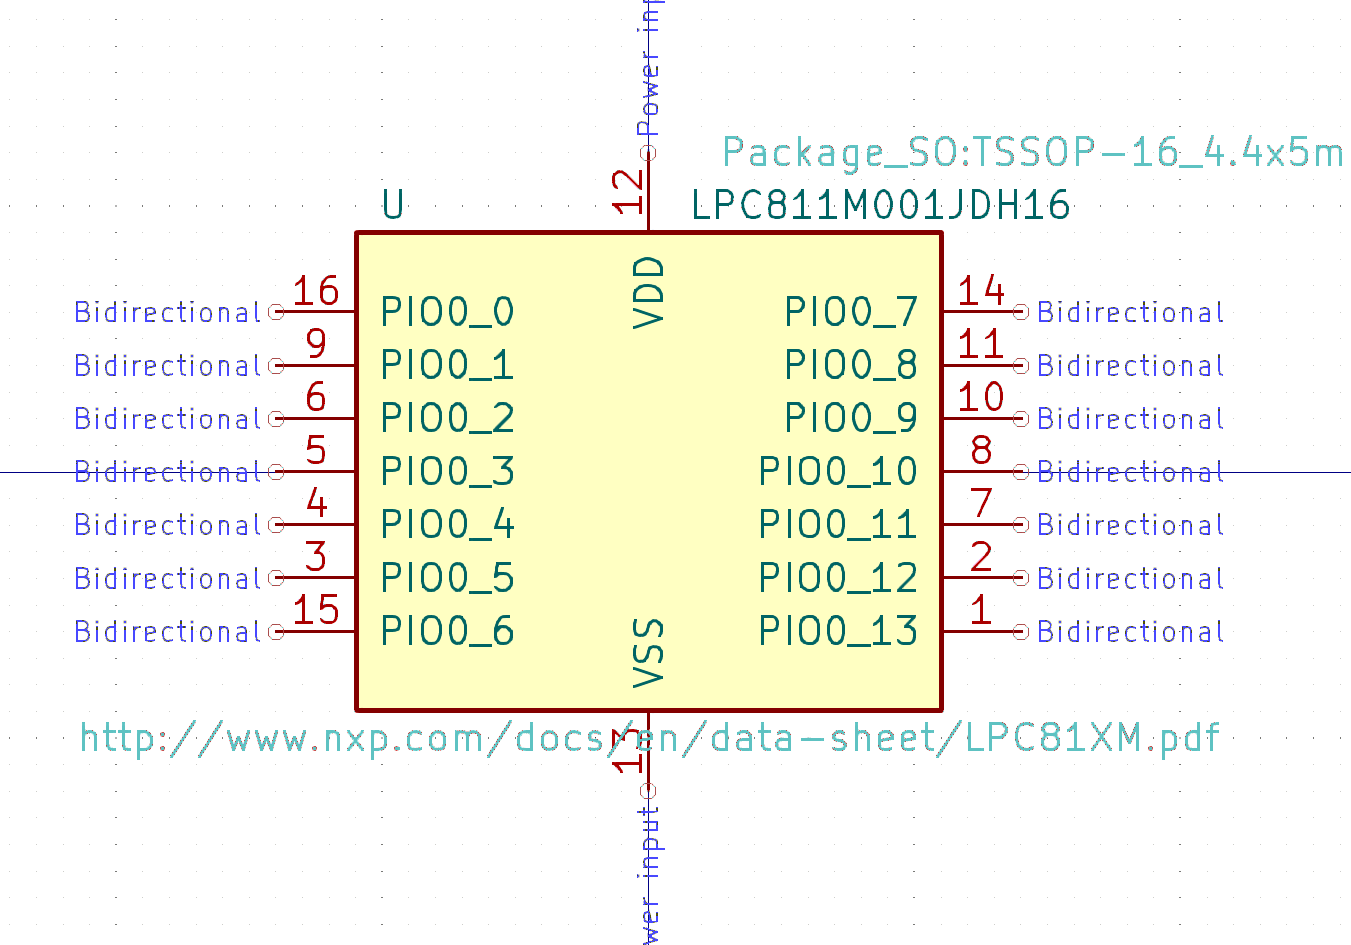 Power inp
12
Package_SO:TSSOP-16_4.4x5m
U
LPC811M001JDH16
VDD
Bidirectional 16 PIO0_0 PIO0_7 14 Bidirectional
Bidirectional 9 PIO0_1 PIO0_8 11 Bidirectional
Bidirectional 6 PIO0_2 PIO0_9 10 Bidirectional
Bidirectional 5 PIO0_3 PIO0_10 8 Bidirectional
Bidirectional 4 PIO0_4 PIO0_11 7 Bidirectional
Bidirectional 3 PIO0_5 PIO0_12 2 Bidirectional
Bidirectional 15 PIO0_6 PIO0_13 1 Bidirectional
VSS
http://www.nxp.com/docs/en/data-sheet/LPC81XM.pdf
13
wer input